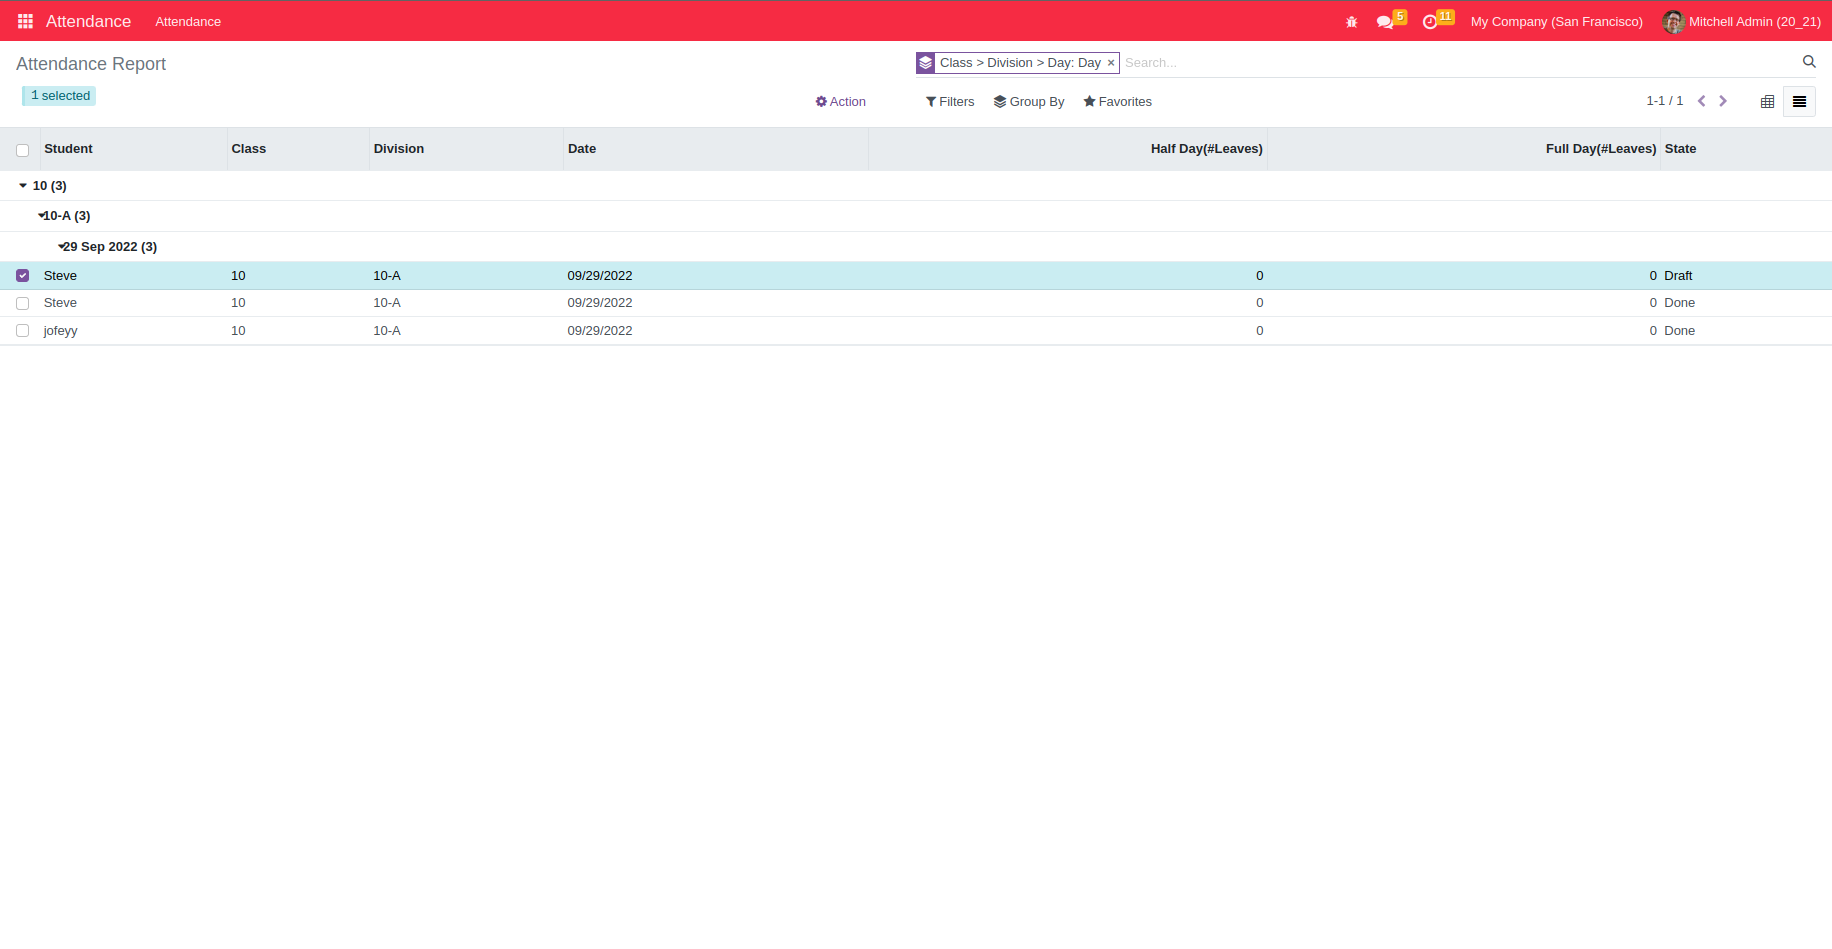 Attendance Attendance 5 11 My Company (San Francisco) Mitchell Admin (20_21)
Attendance Report Class > Division > Day: Day × Search...
1 selected Action Filters Group By Favorites 1-1 / 1
Student Class Division Date Half Day(#Leaves) Full Day(#Leaves) State
10 (3)
10-A (3)
29 Sep 2022 (3)
Steve 10 10-A 09/29/2022 0 0 Draft
Steve 10 10-A 09/29/2022 0 0 Done
jofeyy 10 10-A 09/29/2022 0 0 Done